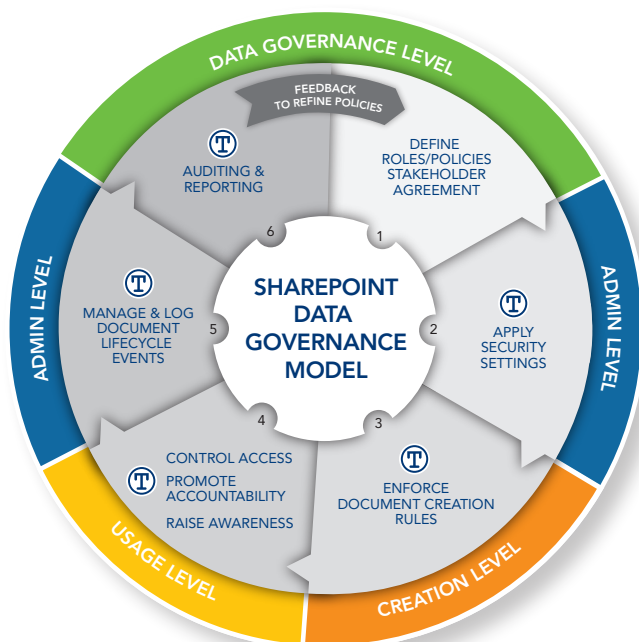 DATA GOVERNANCE LEVEL
FEEDBACK
TO REFINE POLICIES
DEFINE
ROLES/POLICIES
STAKEHOLDER
AGREEMENT
1
ADMIN LEVEL
T
APPLY
SECURITY
SETTINGS
2
T
ENFORCE
DOCUMENT CREATION
RULES
3
CREATION LEVEL
4
CONTROL ACCESS
T
PROMOTE
ACCOUNTABILITY
RAISE AWARENESS
USAGE LEVEL
T
MANAGE & LOG
DOCUMENT
LIFECYCLE
EVENTS
5
ADMIN LEVEL
T
AUDITING &
REPORTING
6
SHAREPOINT
DATA
GOVERNANCE
MODEL